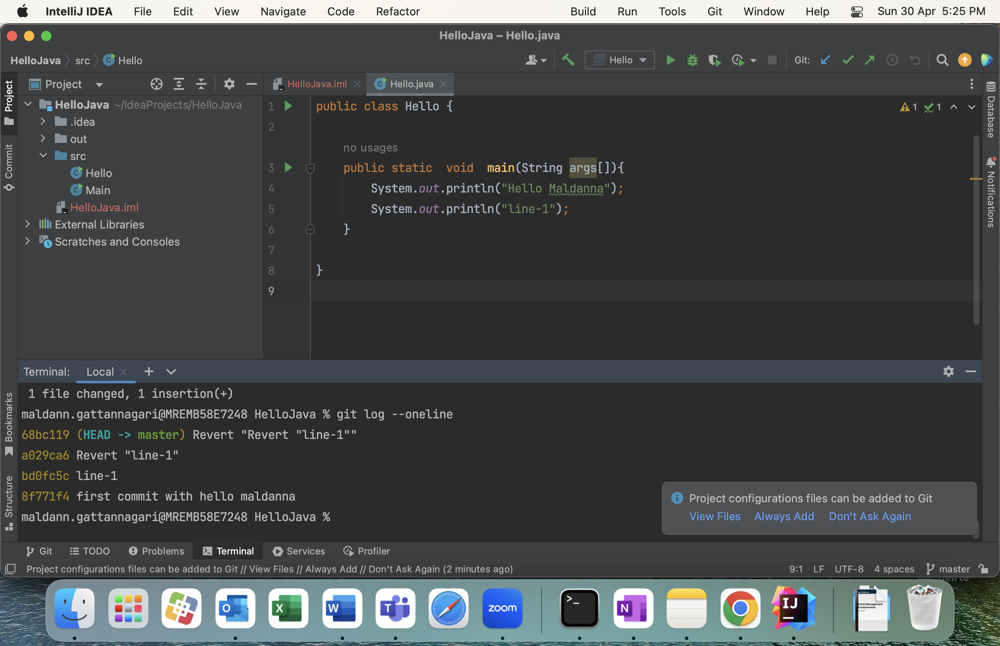 IntelliJ IDEA File Edit View Navigate Code Refactor Build Run Tools Git Window Help Sun 30 Apr 5:25 PM
HelloJava – Hello.java
HelloJava src Hello Hello Git:
Project
Project
HelloJava.iml Hello.java
HelloJava ~/IdeaProjects/HelloJava
.idea
out
src
Hello
Main
HelloJava.iml
External Libraries
Scratches and Consoles
Commit
Bookmarks
Structure
1 public class Hello {
2
no usages
3 public static void main(String args[]){
4 System.out.println("Hello Maldanna");
5 System.out.println("line-1");
6 }
7
8 }
9
1 1
Database
Notifications
Terminal: Local
1 file changed, 1 insertion(+)
maldann.gattannagari@MREMB58E7248 HelloJava % git log --oneline
68bc119 (HEAD -> master) Revert "Revert "line-1""
a029ca6 Revert "line-1"
bd0fc5c line-1
8f771f4 first commit with hello maldanna
maldann.gattannagari@MREMB58E7248 HelloJava %
Project configurations files can be added to Git
View Files Always Add Don't Ask Again
Git TODO Problems Terminal Services Profiler
Project configurations files can be added to Git // View Files // Always Add // Don't Ask Again (2 minutes ago) 9:1 LF UTF-8 4 spaces master
O X W T zoom >_ N IJ
Event Management
Fundamentals